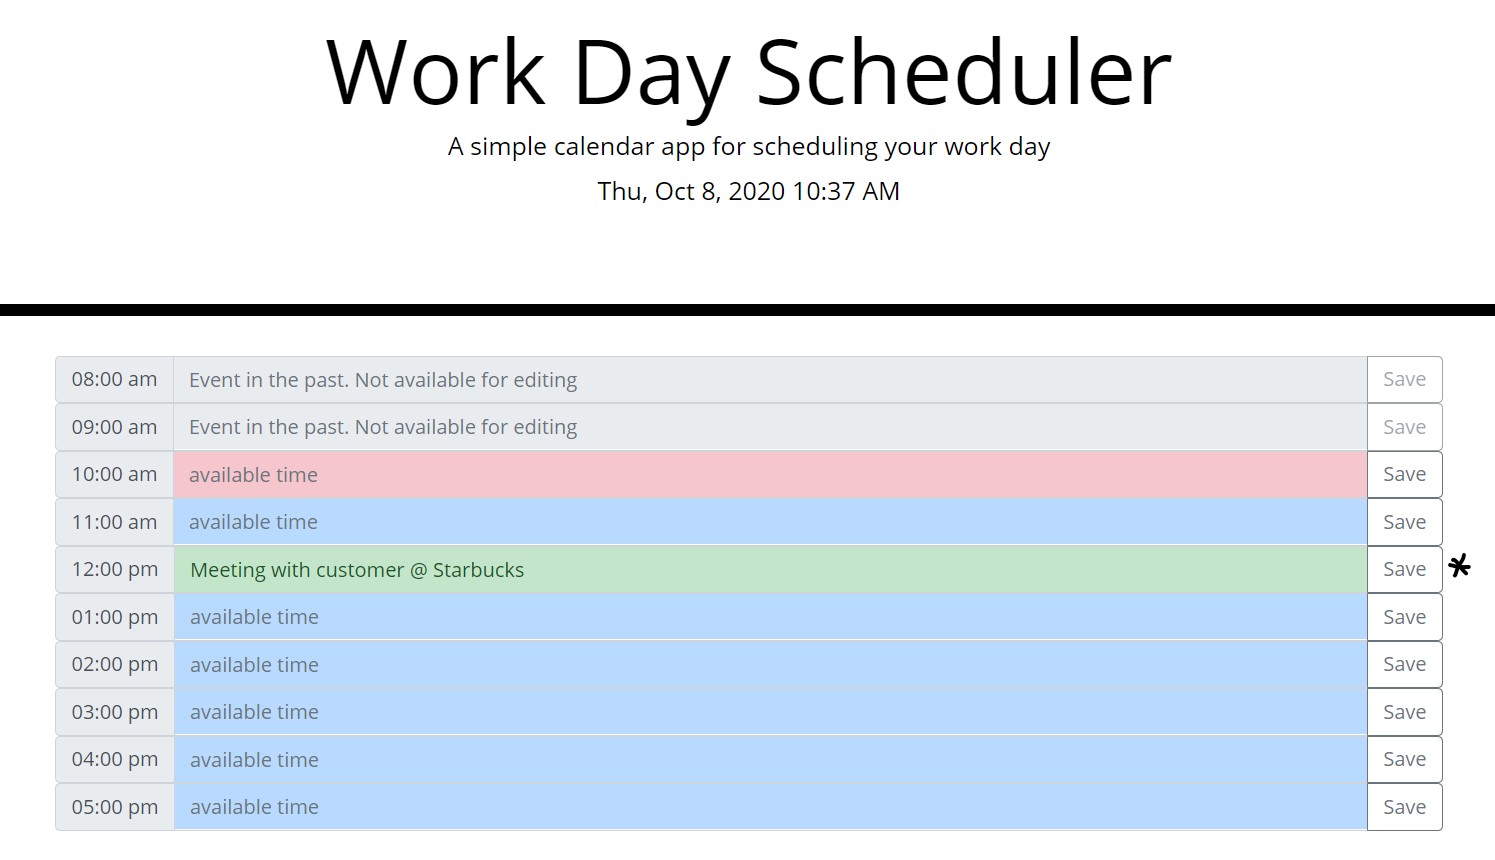 Work Day Scheduler
A simple calendar app for scheduling your work day
Thu, Oct 8, 2020 10:37 AM
08:00 am Event in the past. Not available for editing Save
09:00 am Event in the past. Not available for editing Save
10:00 am available time Save
11:00 am available time Save
12:00 pm Meeting with customer @ Starbucks Save *
01:00 pm available time Save
02:00 pm available time Save
03:00 pm available time Save
04:00 pm available time Save
05:00 pm available time Save